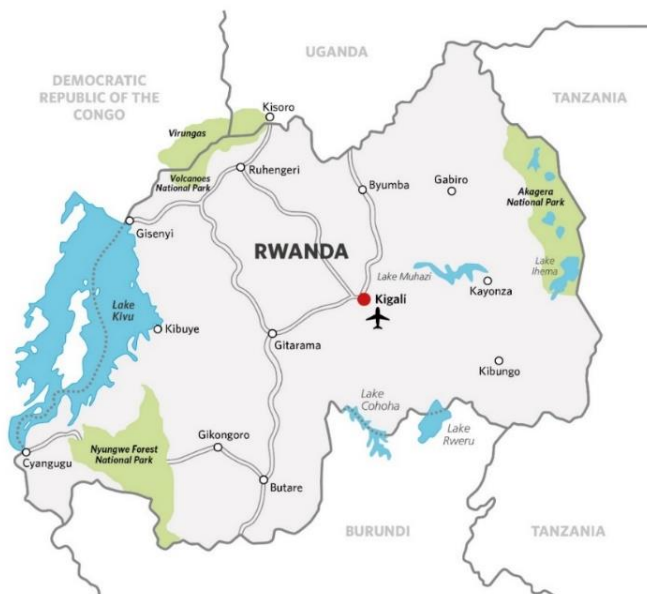 UGANDA
DEMOCRATIC
REPUBLIC OF THE
CONGO
TANZANIA
Kisoro
Virungas
Volcanoes
National Park
Ruhengeri
Byumba
Gabiro
Akagera
National Park
Gisenyi
RWANDA
Lake Muhazi
Lake
Ihema
Kayonza
Kigali
Lake
Kivu
Kibuye
Gitarama
Kibungo
Lake
Cohoha
Lake
Rweru
Gikongoro
Nyungwe Forest
National Park
Cyangugu
Butare
BURUNDI
TANZANIA